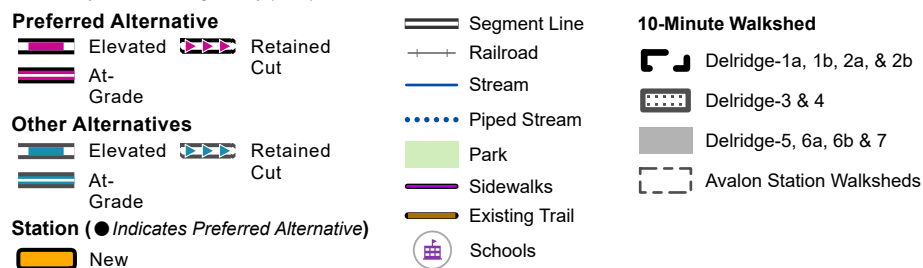 Preferred Alternative
Elevated
Retained
Cut
At-
Grade
Other Alternatives
Elevated
Retained
Cut
At-
Grade
Station (● Indicates Preferred Alternative)
New
Segment Line
Railroad
Stream
Piped Stream
Park
Sidewalks
Existing Trail
Schools
10-Minute Walkshed
Delridge-1a, 1b, 2a, & 2b
Delridge-3 & 4
Delridge-5, 6a, 6b & 7
Avalon Station Walksheds